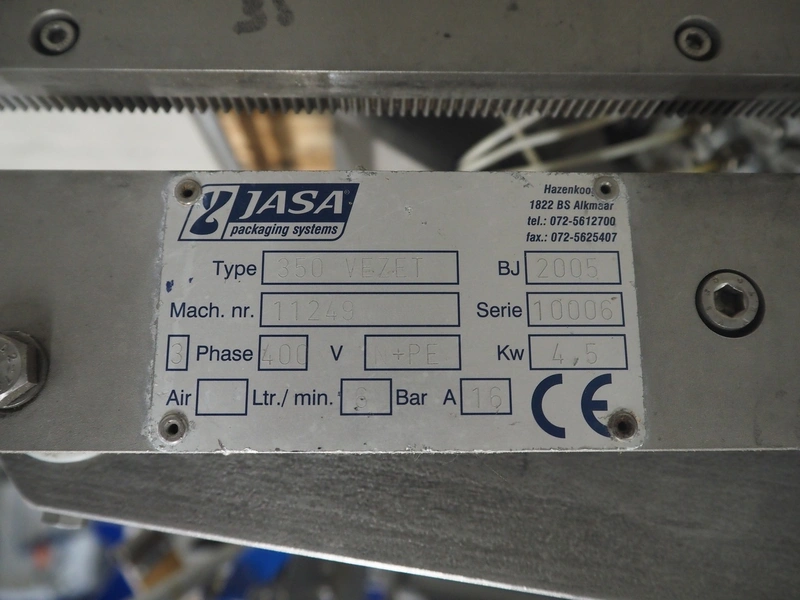 JASA
packaging systems
1822 BS Alkmaar
tel.: 072-5612700
fax.: 072-5625407
Type 350 VEZET BJ 2005
Mach. nr. 11249 Serie 10006
3 Phase 400 V +PE Kw 4,5
Air Ltr./ min. 6 Bar A 16
CE